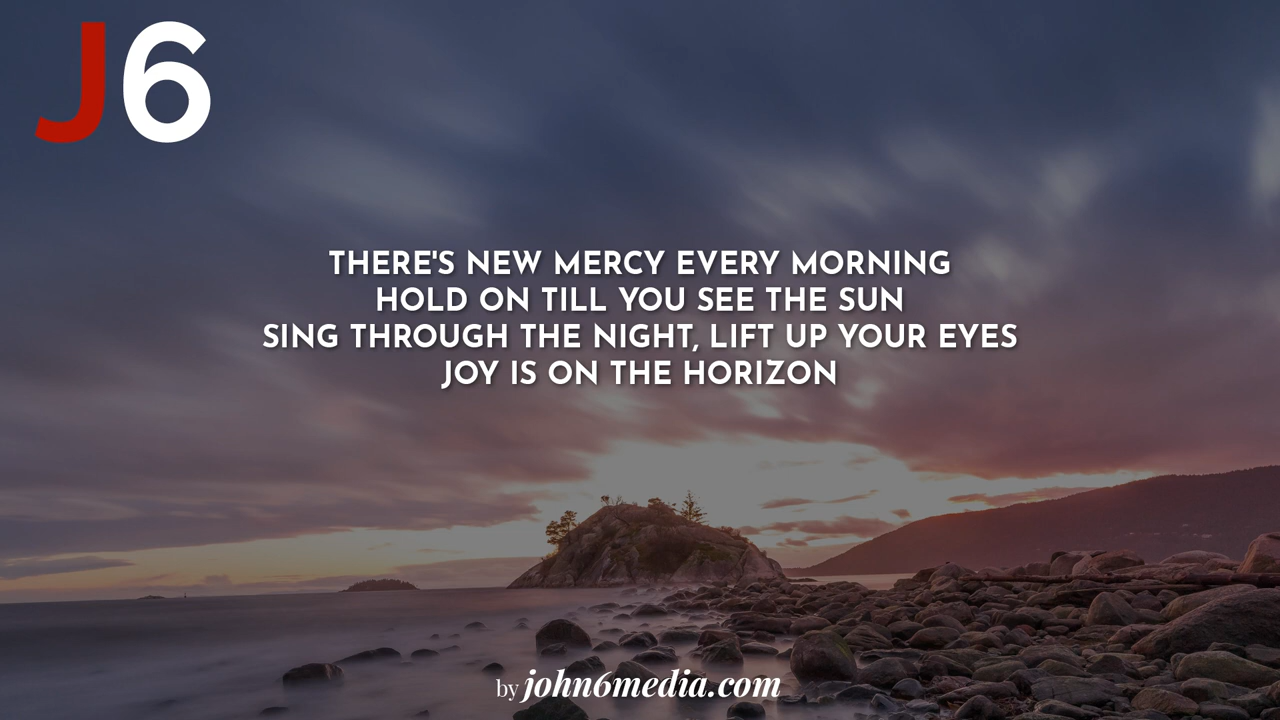 J6
THERE'S NEW MERCY EVERY MORNING
HOLD ON TILL YOU SEE THE SUN
SING THROUGH THE NIGHT, LIFT UP YOUR EYES
JOY IS ON THE HORIZON
by john6media.com